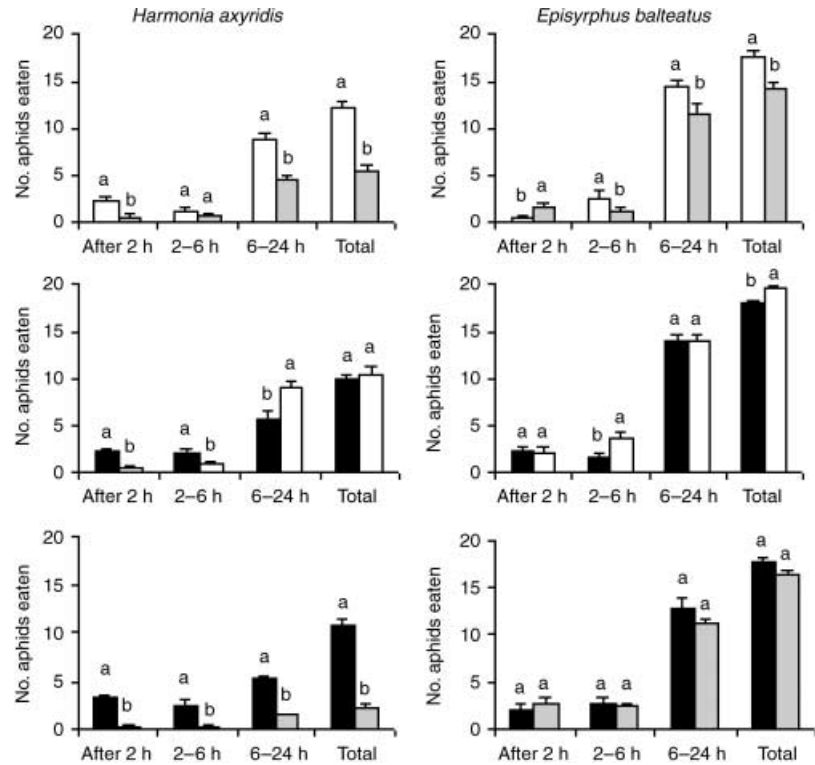 Harmonia axyridis
No. aphids eaten
20
15
10
5
0
a
b
a a
a
b
a
b
After 2 h 2–6 h 6–24 h Total
Episyrphus balteatus
No. aphids eaten
20
15
10
5
0
b a
a
b
a
b
a
b
After 2 h 2–6 h 6–24 h Total
No. aphids eaten
20
15
10
5
0
a
b
a
b
b
a
a a
After 2 h 2–6 h 6–24 h Total
No. aphids eaten
20
15
10
5
0
a a
b
a
a a
b a
After 2 h 2–6 h 6–24 h Total
No. aphids eaten
20
15
10
5
0
a
b
a
b
a
b
a
b
After 2 h 2–6 h 6–24 h Total
No. aphids eaten
20
15
10
5
0
a a
a a
a
a
a
a
After 2 h 2–6 h 6–24 h Total